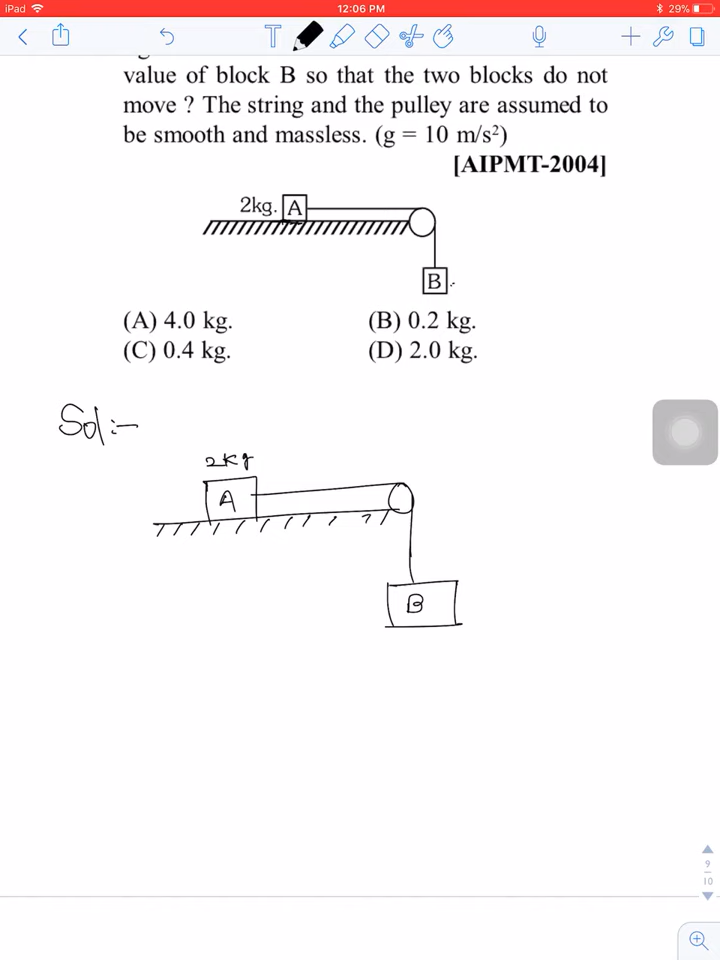 iPad 12:06 PM 29%
T
value of block B so that the two blocks do not
move ? The string and the pulley are assumed to
be smooth and massless. (g = 10 m/s²)
[AIPMT-2004]
2kg. A
B
(A) 4.0 kg. (B) 0.2 kg.
(C) 0.4 kg. (D) 2.0 kg.
Sol :-
2kg
A
B
9
10